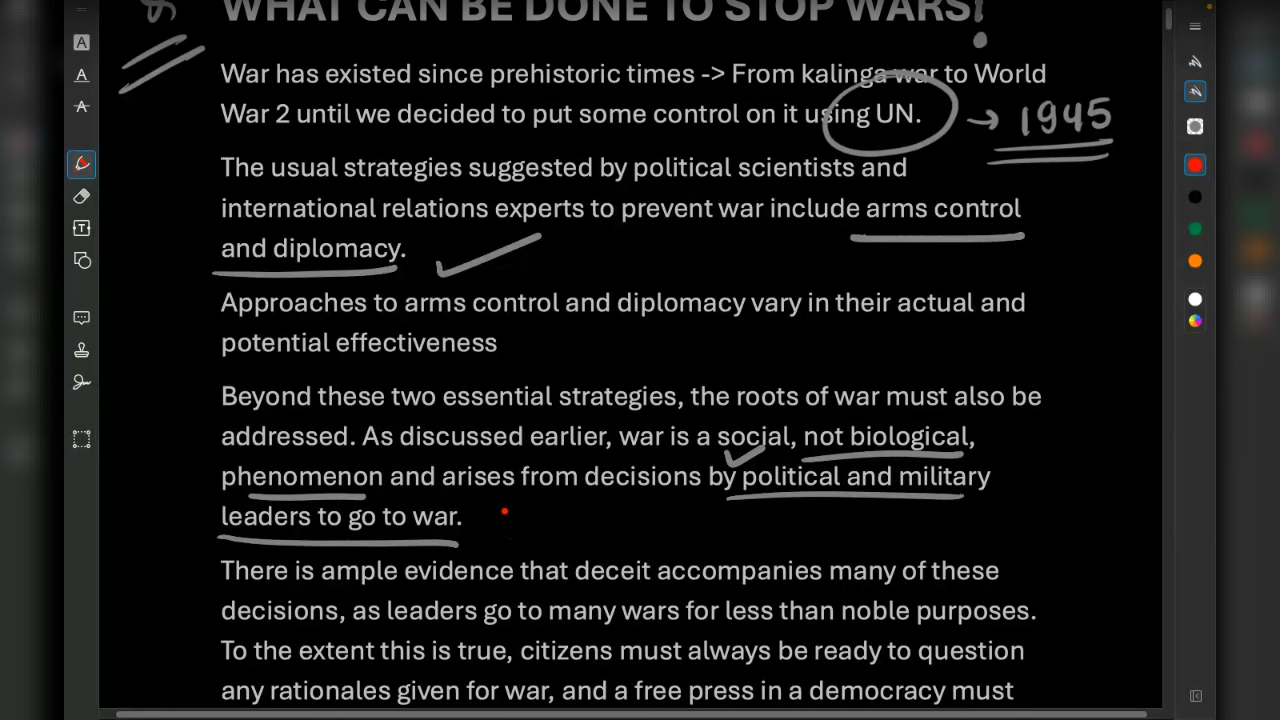 WHAT CAN BE DONE TO STOP WARS?
War has existed since prehistoric times -> From kalinga war to World
War 2 until we decided to put some control on it using UN. → 1945
The usual strategies suggested by political scientists and
international relations experts to prevent war include arms control
and diplomacy.
Approaches to arms control and diplomacy vary in their actual and
potential effectiveness
Beyond these two essential strategies, the roots of war must also be
addressed. As discussed earlier, war is a social, not biological,
phenomenon and arises from decisions by political and military
leaders to go to war.
There is ample evidence that deceit accompanies many of these
decisions, as leaders go to many wars for less than noble purposes.
To the extent this is true, citizens must always be ready to question
any rationales given for war, and a free press in a democracy must